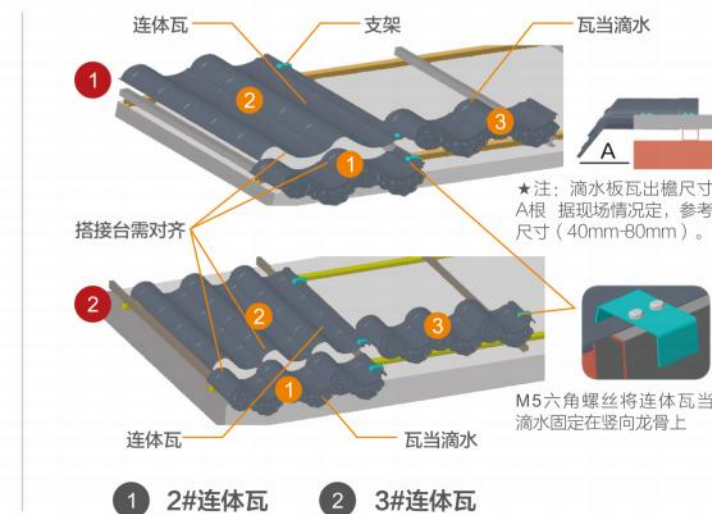 连体瓦
支架
瓦当滴水
1
2
3
1
A
★注：滴水板瓦出檐尺寸
A根 据现场情况定，参考
尺寸（40mm-80mm）。
搭接台需对齐
2
2
3
1
M5六角螺丝将连体瓦当
滴水固定在竖向龙骨上
连体瓦
瓦当滴水
1 2#连体瓦 2 3#连体瓦